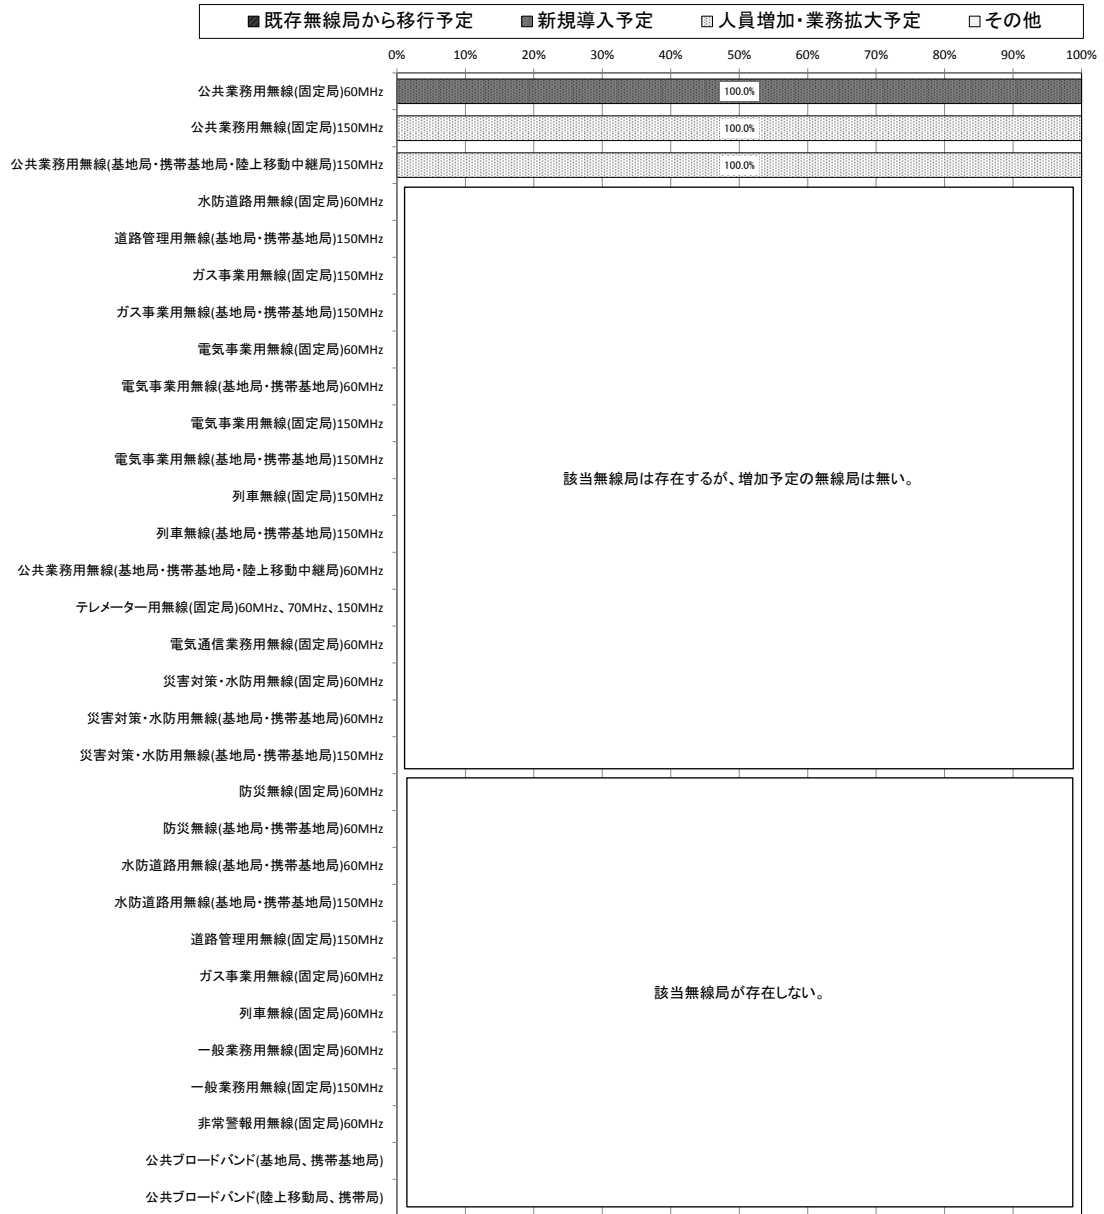 ■既存無線局から移行予定 ■新規導入予定 □人員増加・業務拡大予定 □その他
0% 10% 20% 30% 40% 50% 60% 70% 80% 90% 100%
公共業務用無線(固定局)60MHz 100.0%
公共業務用無線(固定局)150MHz 100.0%
公共業務用無線(基地局・携帯基地局・陸上移動中継局)150MHz 100.0%
水防道路用無線(固定局)60MHz
道路管理用無線(基地局・携帯基地局)150MHz
ガス事業用無線(固定局)150MHz
ガス事業用無線(基地局・携帯基地局)150MHz
電気事業用無線(固定局)60MHz
電気事業用無線(基地局・携帯基地局)60MHz
電気事業用無線(固定局)150MHz
電気事業用無線(基地局・携帯基地局)150MHz
該当無線局は存在するが、増加予定の無線局は無い。
列車無線(固定局)150MHz
列車無線(基地局・携帯基地局)150MHz
公共業務用無線(基地局・携帯基地局・陸上移動中継局)60MHz
テレメーター用無線(固定局)60MHz、70MHz、150MHz
電気通信業務用無線(固定局)60MHz
災害対策・水防用無線(固定局)60MHz
災害対策・水防用無線(基地局・携帯基地局)60MHz
災害対策・水防用無線(基地局・携帯基地局)150MHz
防災無線(固定局)60MHz
防災無線(基地局・携帯基地局)60MHz
水防道路用無線(基地局・携帯基地局)60MHz
水防道路用無線(基地局・携帯基地局)150MHz
道路管理用無線(固定局)150MHz
ガス事業用無線(固定局)60MHz
該当無線局が存在しない。
列車無線(固定局)60MHz
一般業務用無線(固定局)60MHz
一般業務用無線(固定局)150MHz
非常警報用無線(固定局)60MHz
公共ブロードバンド(基地局、携帯基地局)
公共ブロードバンド(陸上移動局、携帯局)